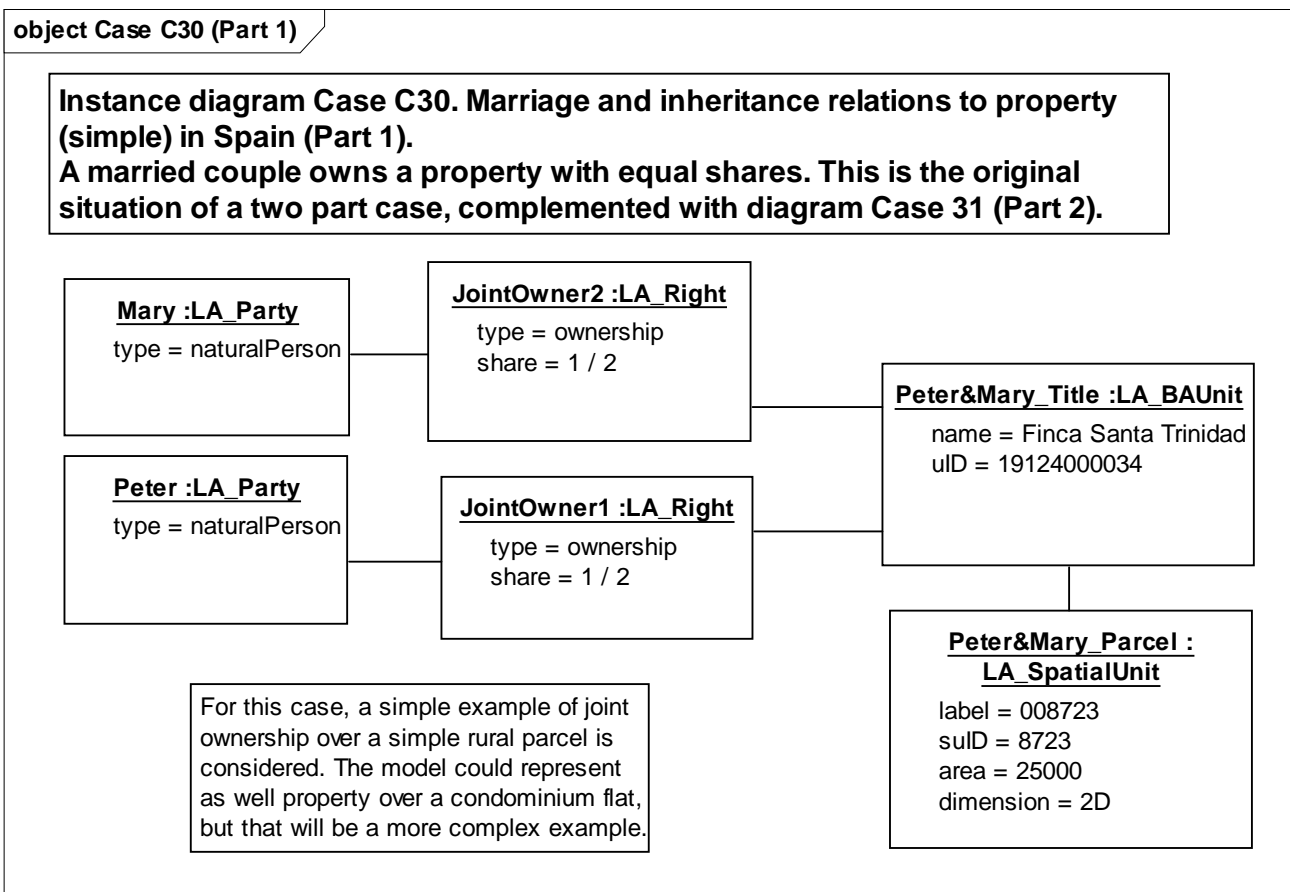 object Case C30 (Part 1)
Instance diagram Case C30. Marriage and inheritance relations to property
(simple) in Spain (Part 1).
A married couple owns a property with equal shares. This is the original
situation of a two part case, complemented with diagram Case 31 (Part 2).
Mary :LA_Party
type = naturalPerson
JointOwner2 :LA_Right
type = ownership
share = 1 / 2
Peter&Mary_Title :LA_BAUnit
name = Finca Santa Trinidad
uID = 19124000034
Peter :LA_Party
type = naturalPerson
JointOwner1 :LA_Right
type = ownership
share = 1 / 2
Peter&Mary_Parcel :
LA_SpatialUnit
label = 008723
suID = 8723
area = 25000
dimension = 2D
For this case, a simple example of joint
ownership over a simple rural parcel is
considered. The model could represent
as well property over a condominium flat,
but that will be a more complex example.